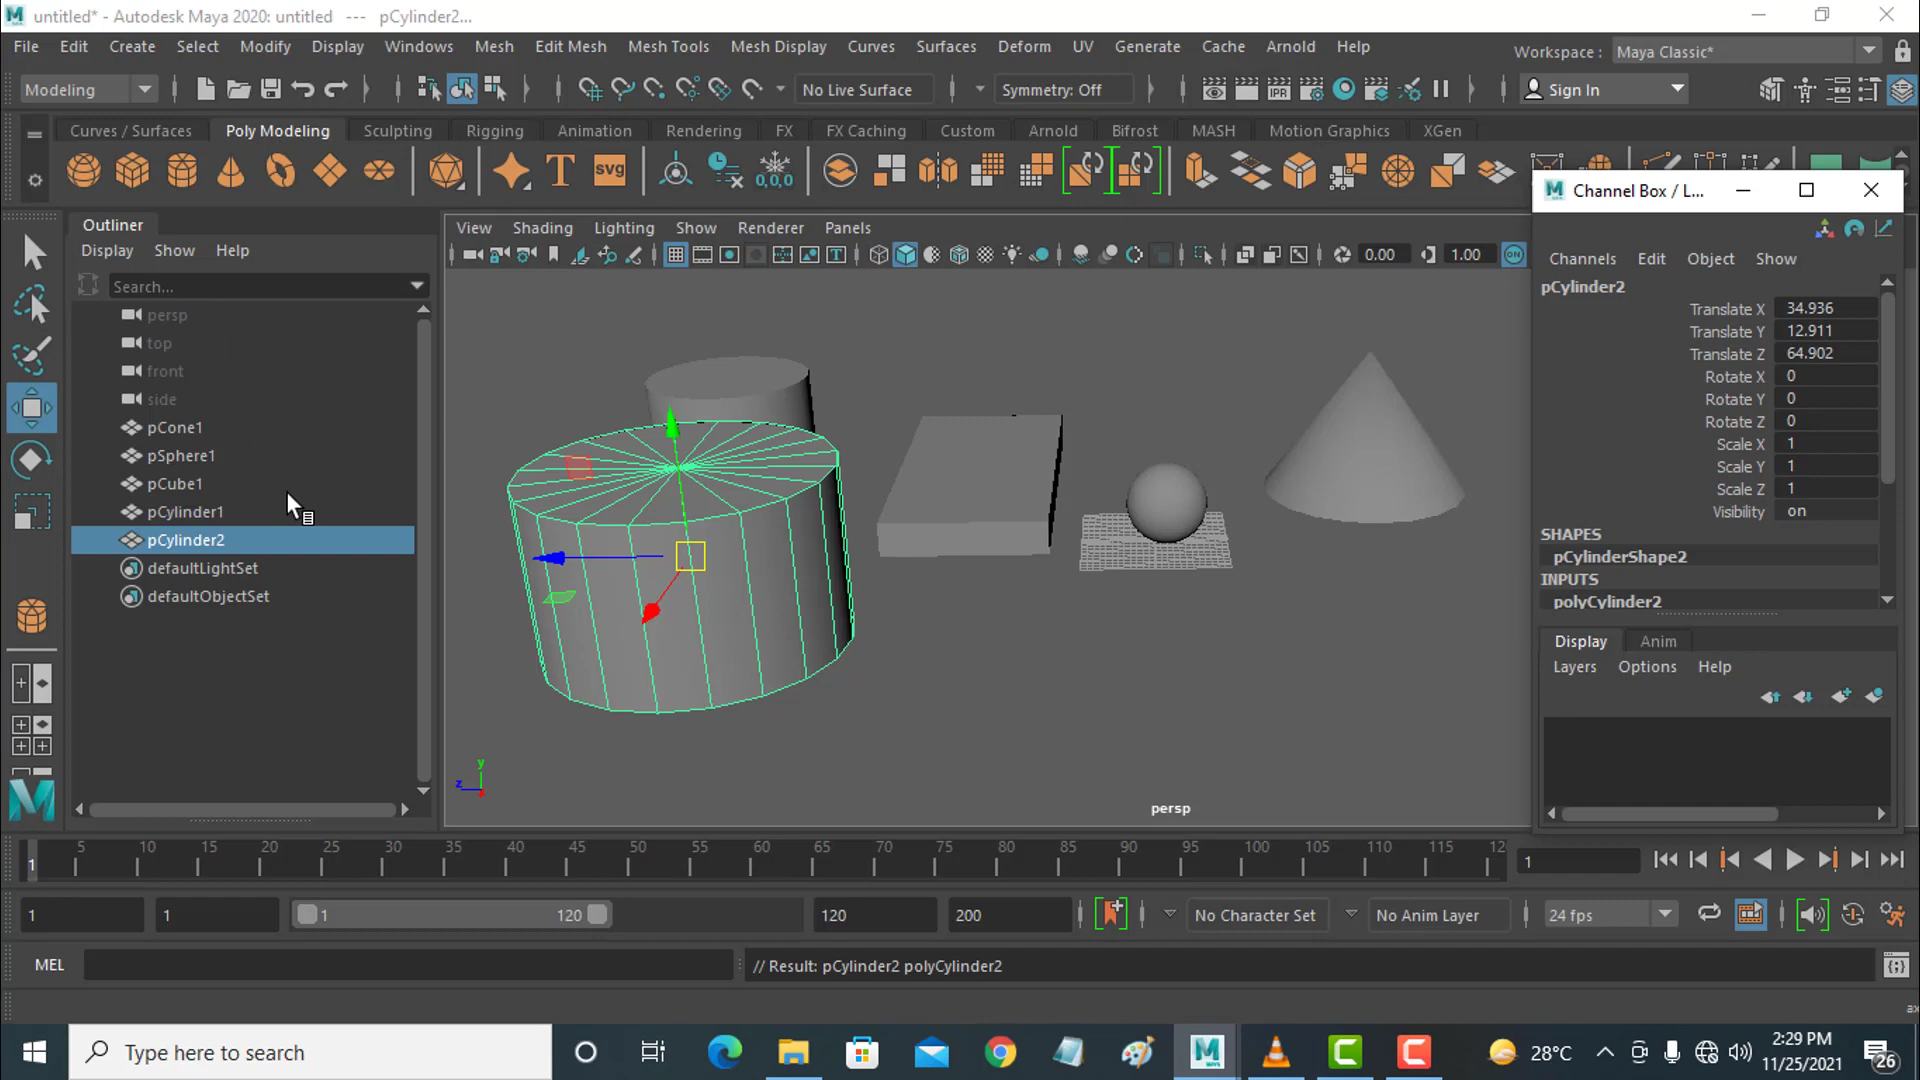 untitled* - Autodesk Maya 2020: untitled   ---   pCylinder2...
File Edit Create Select Modify Display Windows Mesh Edit Mesh Mesh Tools Mesh Display Curves Surfaces Deform UV Generate Cache Arnold Help
Workspace : Maya Classic*
Modeling No Live Surface Symmetry: Off IPR Sign In
Curves / Surfaces Poly Modeling Sculpting Rigging Animation Rendering FX FX Caching Custom Arnold Bifrost MASH Motion Graphics XGen
T SVG 0,0,0
Channel Box / L...
Outliner
Display Show Help
Search...
persp
top
front
side
pCone1
pSphere1
pCube1
pCylinder1
pCylinder2
defaultLightSet
defaultObjectSet
View Shading Lighting Show Renderer Panels
0.00 1.00 ON
y
z
persp
Channels Edit Object Show
pCylinder2
Translate X 34.936
Translate Y 12.911
Translate Z 64.902
Rotate X 0
Rotate Y 0
Rotate Z 0
Scale X 1
Scale Y 1
Scale Z 1
Visibility on
SHAPES
pCylinderShape2
INPUTS
polyCylinder2
Display Anim
Layers Options Help
1 5 10 15 20 25 30 35 40 45 50 55 60 65 70 75 80 85 90 95 100 105 110 115 12 1
1 1 1 120 120 200 No Character Set No Anim Layer 24 fps
MEL // Result: pCylinder2 polyCylinder2
Type here to search
28°C
2:29 PM
11/25/2021
26